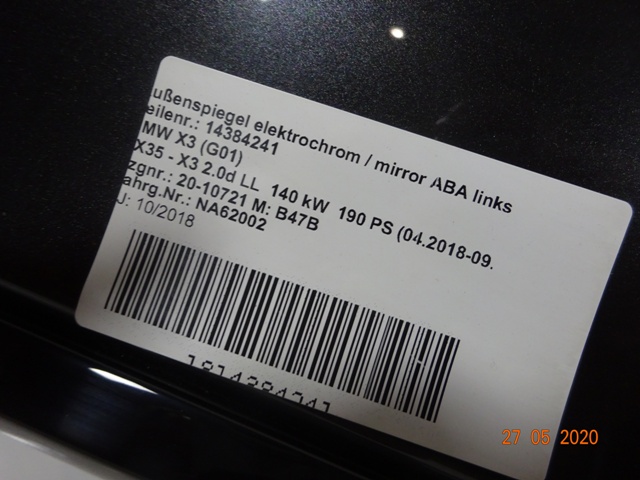 ußenspiegel elektrochrom / mirror ABA links
eilenr.: 14384241
MW X3 (G01)
X35 - X3 2.0d LL 140 kW 190 PS (04.2018-09.
zgnr.: 20-10721 M: B47B
ahrg.Nr.: NA62002
J: 10/2018
27 05 2020